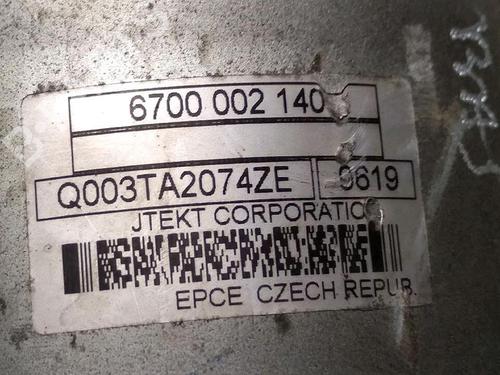 6700 002 140
Q003TA2074ZE 9619
JTEKT CORPORATIO
EPCE CZECH REPUB.